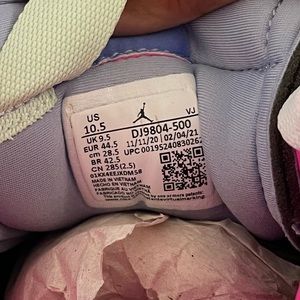 US VJ
10.5 DJ9804-500
UK 9.5 11/11/20 02/04/21
EUR 44.5 UPC 00195240830262
cm 28.5
BR 42.5
CN 285(2.5)
MADE IN VIETNAM
HECHO EN VIETNAM